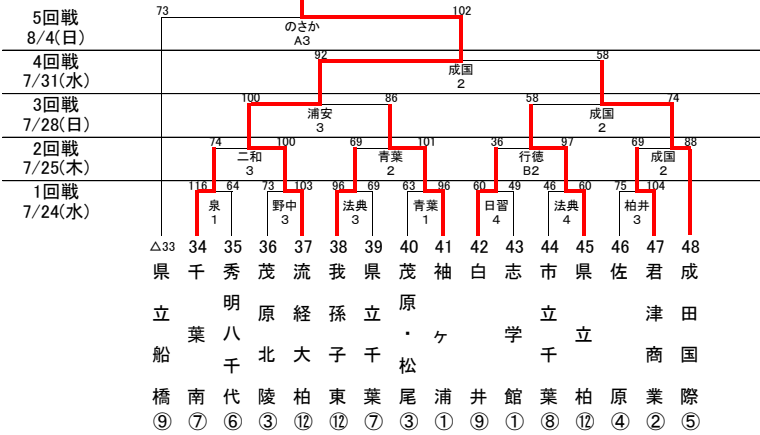 5回戦
8/4(日)
73 102
のさか
A3
4回戦
7/31(水)
92 58
成国
2
3回戦
7/28(日)
100 86 58 74
浦安 成国
3 2
2回戦
7/25(木)
74 100 69 101 36 97 69 88
二和 青葉 行徳 成国
3 2 B2 2
1回戦
7/24(水)
116 64 73 103 96 69 63 96 60 49 46 60 75 104
泉 野中 法典 青葉 日習 法典 柏井
1 3 3 1 4 4 3
△33 34 35 36 37 38 39 40 41 42 43 44 45 46 47 48
県立船橋
千葉南
秀明八千代
茂原北陵
流経大柏
我孫子東
県立千葉
茂原・松尾
袖ヶ浦
白井
志学館
市立千葉
県立柏
佐原
君津商業
成田国際
⑨ ⑦ ⑥ ③ ⑫ ⑫ ⑦ ③ ① ⑨ ① ⑧ ⑫ ④ ② ⑤